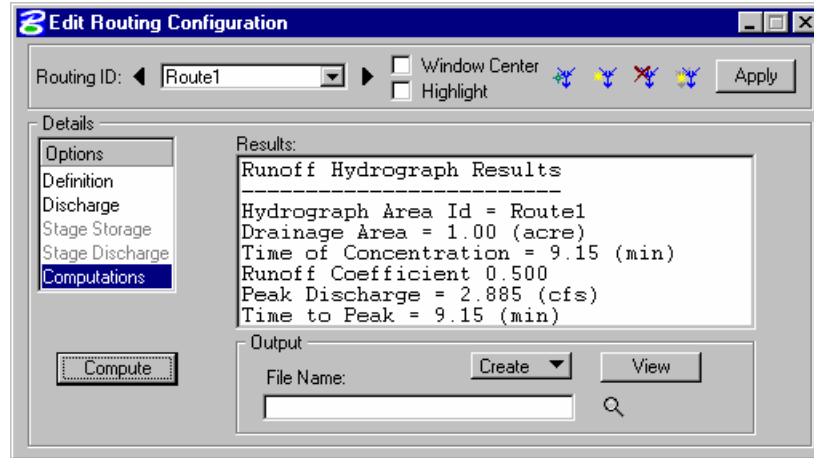 Edit Routing Configuration
Routing ID: Route1
Window Center
Highlight
Apply
Details
Options
Definition
Discharge
Stage Storage
Stage Discharge
Computations
Compute
Results:
Runoff Hydrograph Results
--------------------------
Hydrograph Area Id = Route1
Drainage Area = 1.00 (acre)
Time of Concentration = 9.15 (min)
Runoff Coefficient 0.500
Peak Discharge = 2.885 (cfs)
Time to Peak = 9.15 (min)
Output
File Name:
Create
View